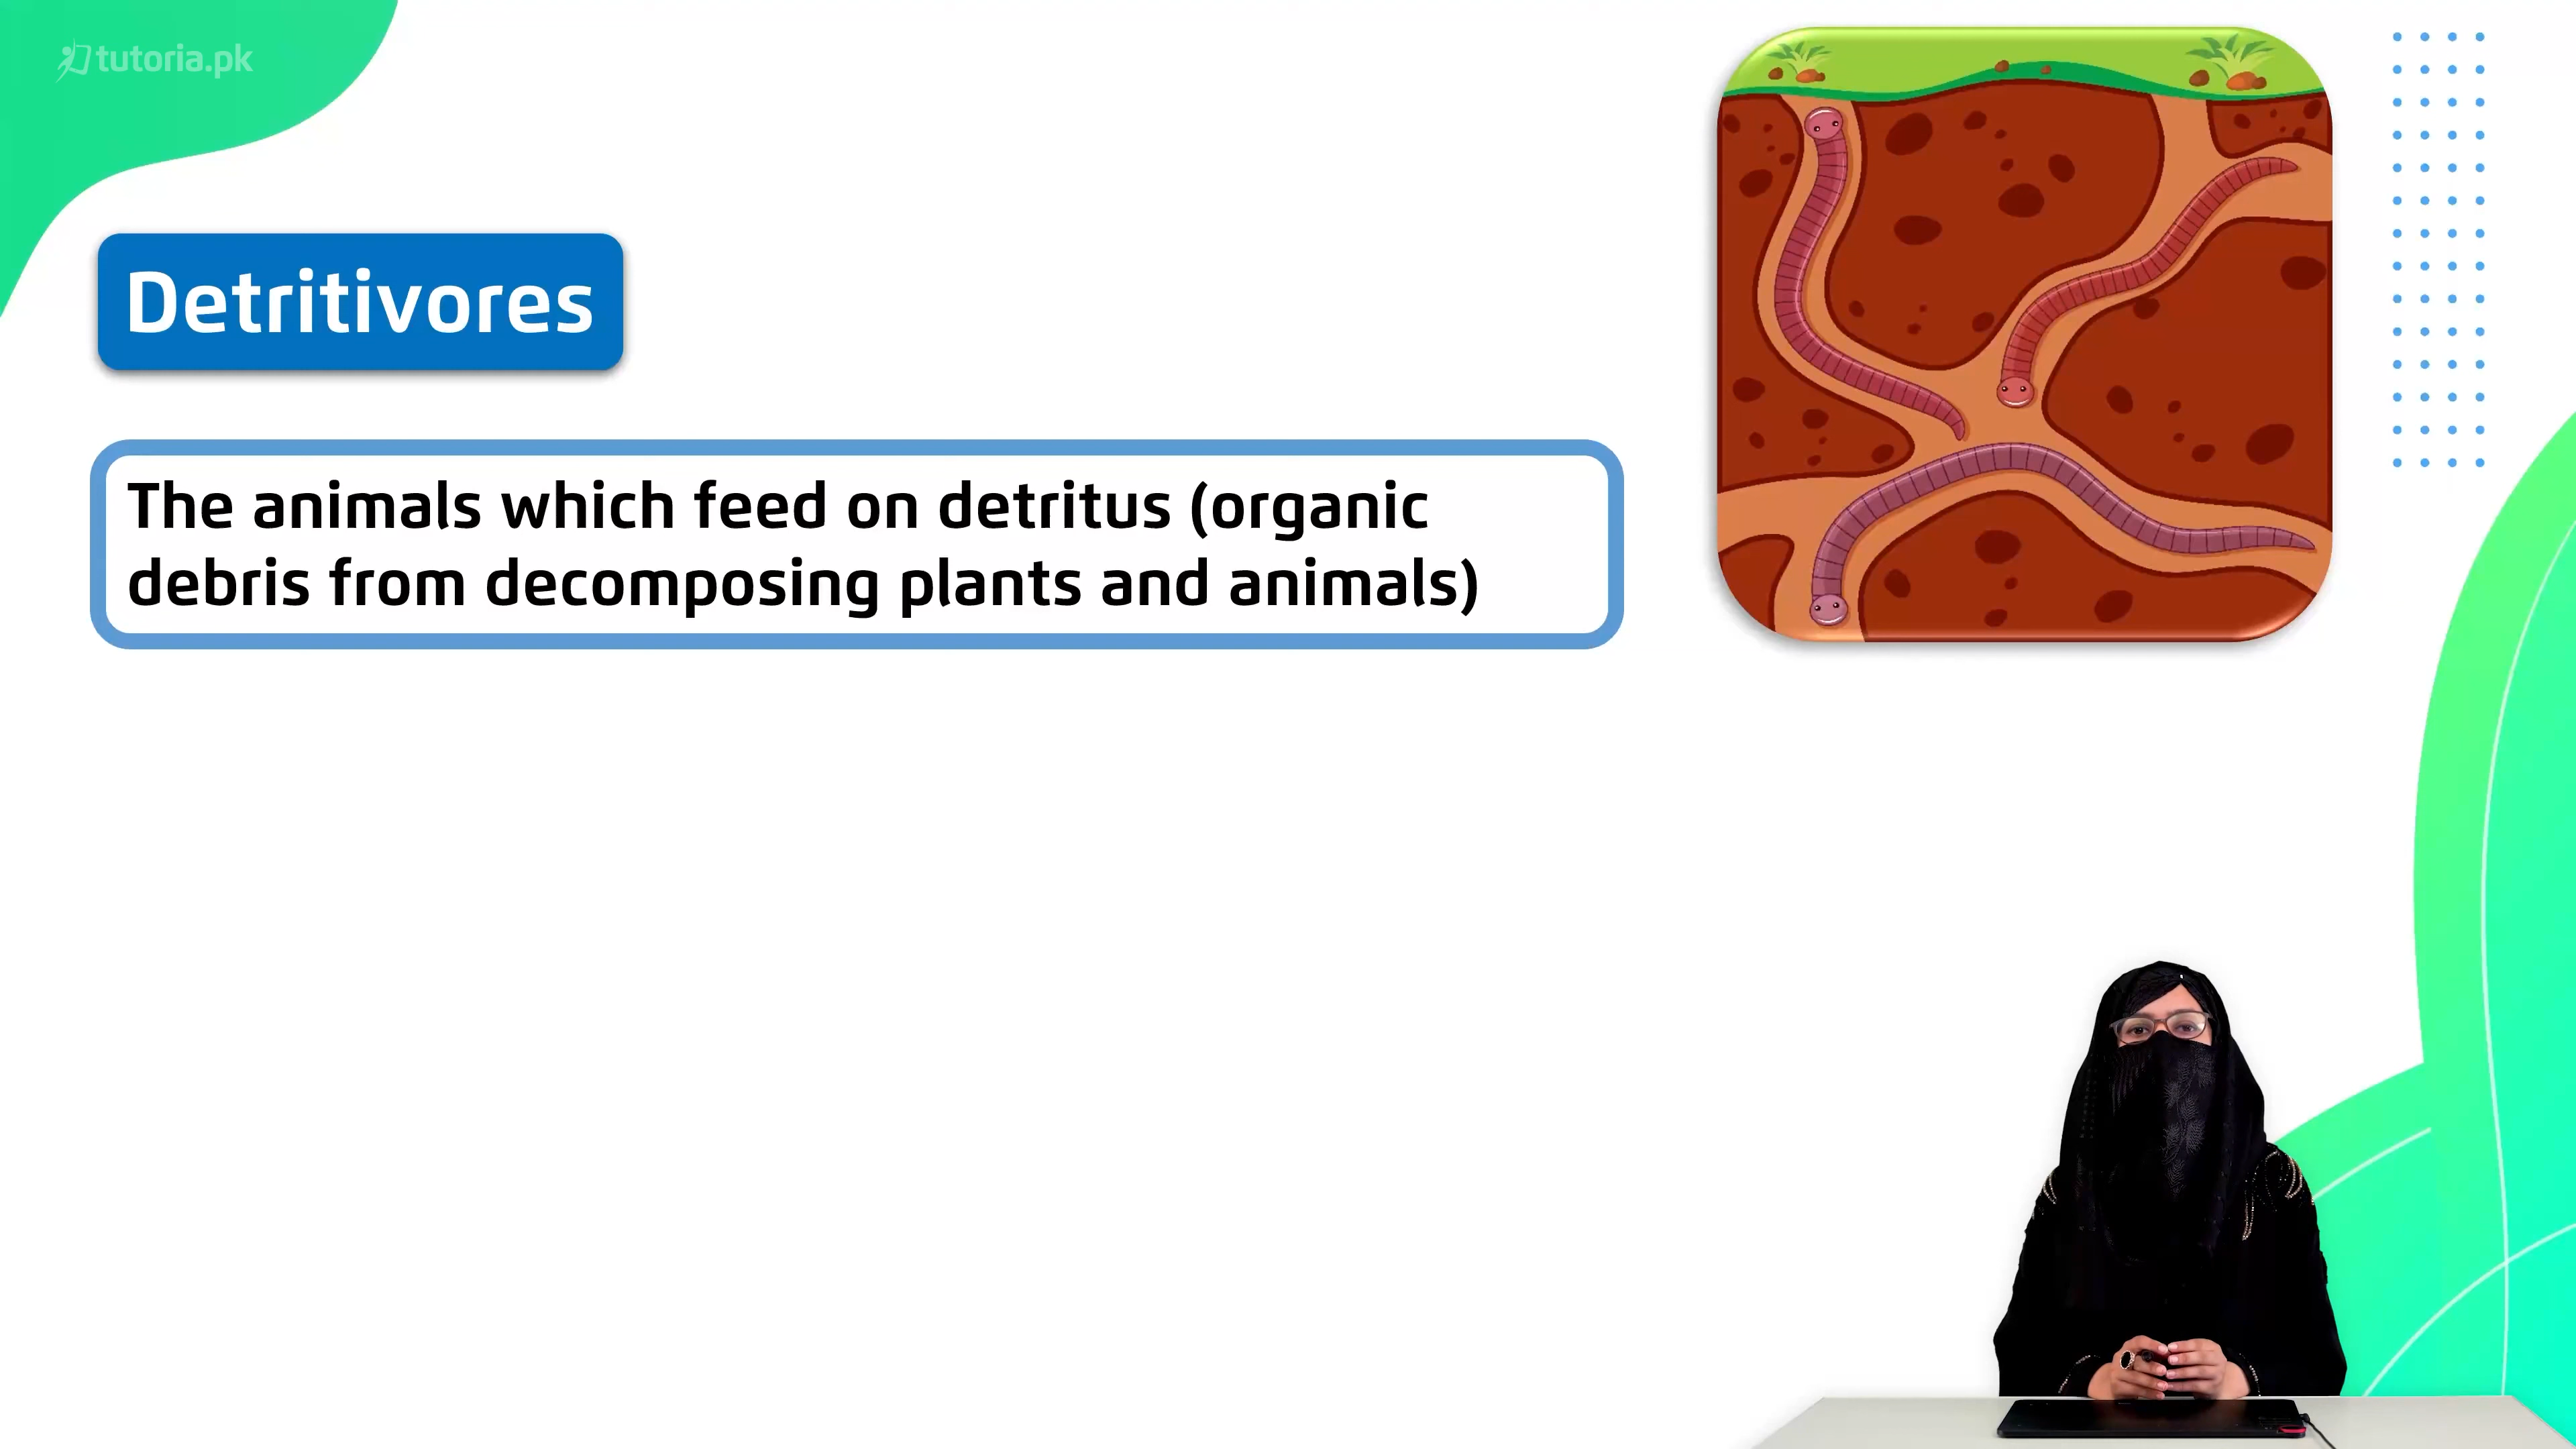 tutoria.pk
Detritivores
The animals which feed on detritus (organic
debris from decomposing plants and animals)